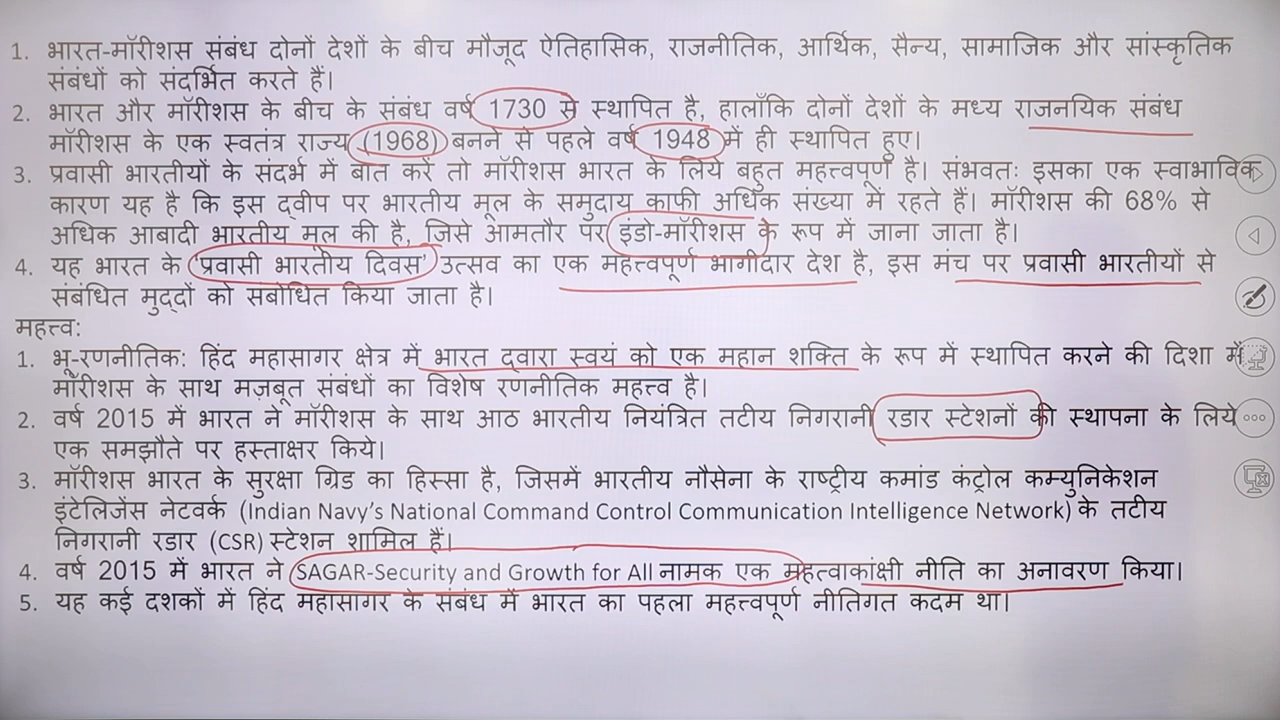 1. भारत-मॉरीशस संबंध दोनों देशों के बीच मौजूद ऐतिहासिक, राजनीतिक, आर्थिक, सैन्य, सामाजिक और सांस्कृतिक
संबंधों को संदर्भित करते हैं।
2. भारत और मॉरीशस के बीच के संबंध वर्ष 1730 से स्थापित है, हालाँकि दोनों देशों के मध्य राजनयिक संबंध
मॉरीशस के एक स्वतंत्र राज्य (1968) बनने से पहले वर्ष 1948 में ही स्थापित हुए।
3. प्रवासी भारतीयों के संदर्भ में बात करें तो मॉरीशस भारत के लिये बहुत महत्त्वपूर्ण है। संभवतः इसका एक स्वाभाविक
कारण यह है कि इस द्वीप पर भारतीय मूल के समुदाय काफी अधिक संख्या में रहते हैं। मॉरीशस की 68% से
अधिक आबादी भारतीय मूल की है, जिसे आमतौर पर इंडो-मॉरीशस के रूप में जाना जाता है।
4. यह भारत के 'प्रवासी भारतीय दिवस' उत्सव का एक महत्त्वपूर्ण भागीदार देश है, इस मंच पर प्रवासी भारतीयों से
संबंधित मुद्दों को संबोधित किया जाता है।
महत्त्व:
1. भू-रणनीतिक: हिंद महासागर क्षेत्र में भारत द्वारा स्वयं को एक महान शक्ति के रूप में स्थापित करने की दिशा में
मॉरीशस के साथ मज़बूत संबंधों का विशेष रणनीतिक महत्त्व है।
2. वर्ष 2015 में भारत ने मॉरीशस के साथ आठ भारतीय नियंत्रित तटीय निगरानी रडार स्टेशनों की स्थापना के लिये
एक समझौते पर हस्ताक्षर किये।
3. मॉरीशस भारत के सुरक्षा ग्रिड का हिस्सा है, जिसमें भारतीय नौसेना के राष्ट्रीय कमांड कंट्रोल कम्युनिकेशन
इंटेलिजेंस नेटवर्क (Indian Navy's National Command Control Communication Intelligence Network) के तटीय
निगरानी रडार (CSR) स्टेशन शामिल हैं।
4. वर्ष 2015 में भारत ने SAGAR-Security and Growth for All नामक एक महत्वाकांक्षी नीति का अनावरण किया।
5. यह कई दशकों में हिंद महासागर के संबंध में भारत का पहला महत्त्वपूर्ण नीतिगत कदम था।